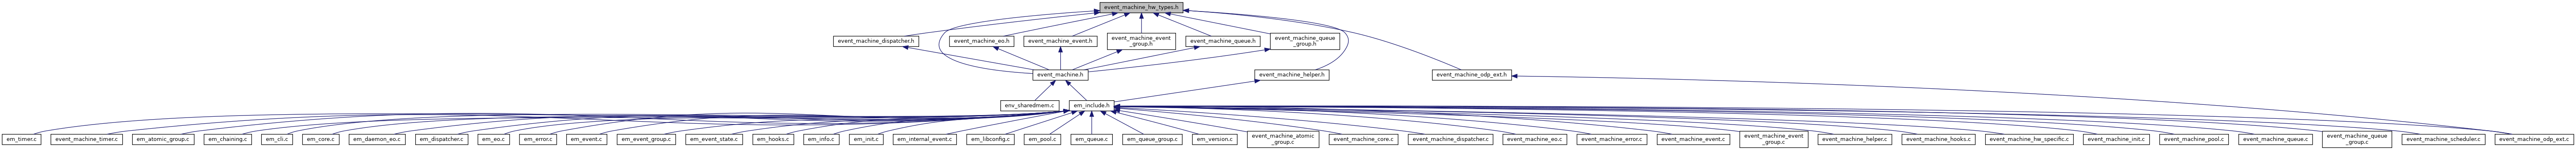 event_machine_hw_types.h
event_machine_dispatcher.h
event_machine_eo.h
event_machine_event.h
event_machine_event
_group.h
event_machine_queue.h
event_machine_queue
_group.h
event_machine.h
event_machine_helper.h
event_machine_odp_ext.h
env_sharedmem.c
em_include.h
em_timer.c
event_machine_timer.c
em_atomic_group.c
em_chaining.c
em_cli.c
em_core.c
em_daemon_eo.c
em_dispatcher.c
em_eo.c
em_error.c
em_event.c
em_event_group.c
em_event_state.c
em_hooks.c
em_info.c
em_init.c
em_internal_event.c
em_libconfig.c
em_pool.c
em_queue.c
em_queue_group.c
em_version.c
event_machine_atomic
_group.c
event_machine_core.c
event_machine_dispatcher.c
event_machine_eo.c
event_machine_error.c
event_machine_event.c
event_machine_event
_group.c
event_machine_helper.c
event_machine_hooks.c
event_machine_hw_specific.c
event_machine_init.c
event_machine_pool.c
event_machine_queue.c
event_machine_queue
_group.c
event_machine_scheduler.c
event_machine_odp_ext.c